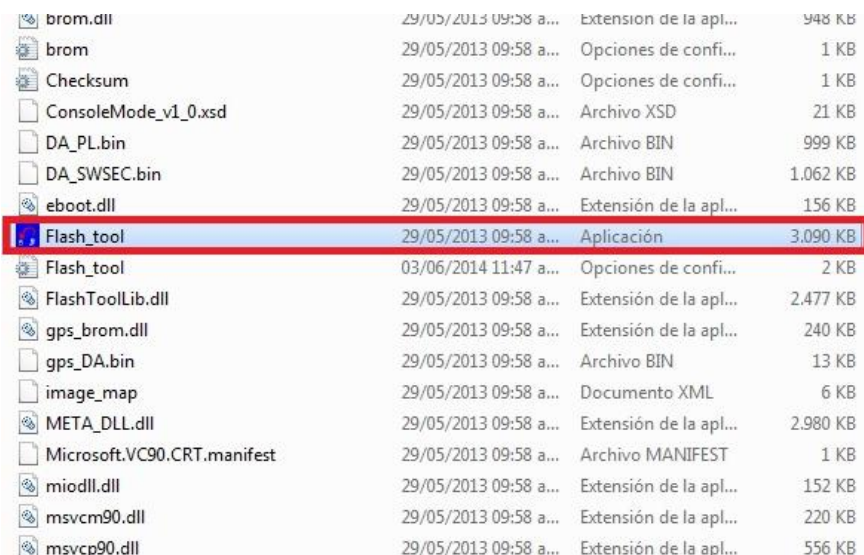 brom.dll 29/05/2013 09:58 a... Extensión de la apl... 948 KB
brom 29/05/2013 09:58 a... Opciones de confi... 1 KB
Checksum 29/05/2013 09:58 a... Opciones de confi... 1 KB
ConsoleMode_v1_0.xsd 29/05/2013 09:58 a... Archivo XSD 21 KB
DA_PL.bin 29/05/2013 09:58 a... Archivo BIN 999 KB
DA_SWSEC.bin 29/05/2013 09:58 a... Archivo BIN 1.062 KB
eboot.dll 29/05/2013 09:58 a... Extensión de la apl... 156 KB
Flash_tool 29/05/2013 09:58 a... Aplicación 3.090 KB
Flash_tool 03/06/2014 11:47 a... Opciones de confi... 2 KB
FlashToolLib.dll 29/05/2013 09:58 a... Extensión de la apl... 2.477 KB
gps_brom.dll 29/05/2013 09:58 a... Extensión de la apl... 240 KB
gps_DA.bin 29/05/2013 09:58 a... Archivo BIN 13 KB
image_map 29/05/2013 09:58 a... Documento XML 6 KB
META_DLL.dll 29/05/2013 09:58 a... Extensión de la apl... 2.980 KB
Microsoft.VC90.CRT.manifest 29/05/2013 09:58 a... Archivo MANIFEST 1 KB
miodll.dll 29/05/2013 09:58 a... Extensión de la apl... 152 KB
msvcm90.dll 29/05/2013 09:58 a... Extensión de la apl... 220 KB
msvcp90.dll 29/05/2013 09:58 a... Extensión de la apl... 556 KB